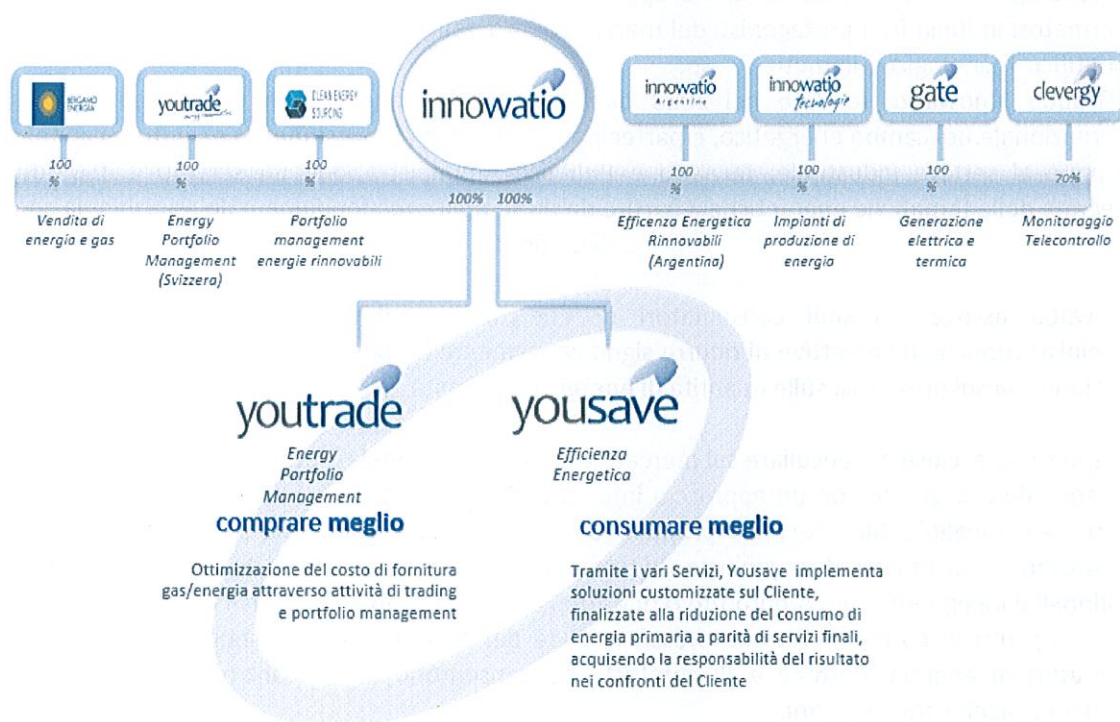 BERGAMO
ENERGIA
youtrade
CLEAN ENERGY
SOURCING
innowatio
innowatio
Argentina
innowatio
tecnologie
gate
clevergy
100
%
100
%
100
%
100% 100%
100
%
100
%
100
%
70%
Vendita di
energia e gas
Energy
Portfolio
Management
(Svizzera)
Portfolio
management
energie rinnovabili
Efficenza Energetica
Rinnovabili
(Argentina)
Impianti di
produzione di
energia
Generazione
elettrica e
termica
Monitoraggio
Telecontrollo
youtrade
Energy
Portfolio
Management
comprare meglio
Ottimizzazione del costo di fornitura
gas/energia attraverso attività di trading
e portfolio management
yousave
Efficienza
Energetica
consumare meglio
Tramite i vari Servizi, Yousave implementa
soluzioni customizzate sul Cliente,
finalizzate alla riduzione del consumo di
energia primaria a parità di servizi finali,
acquisendo la responsabilità del risultato
nei confronti del Cliente